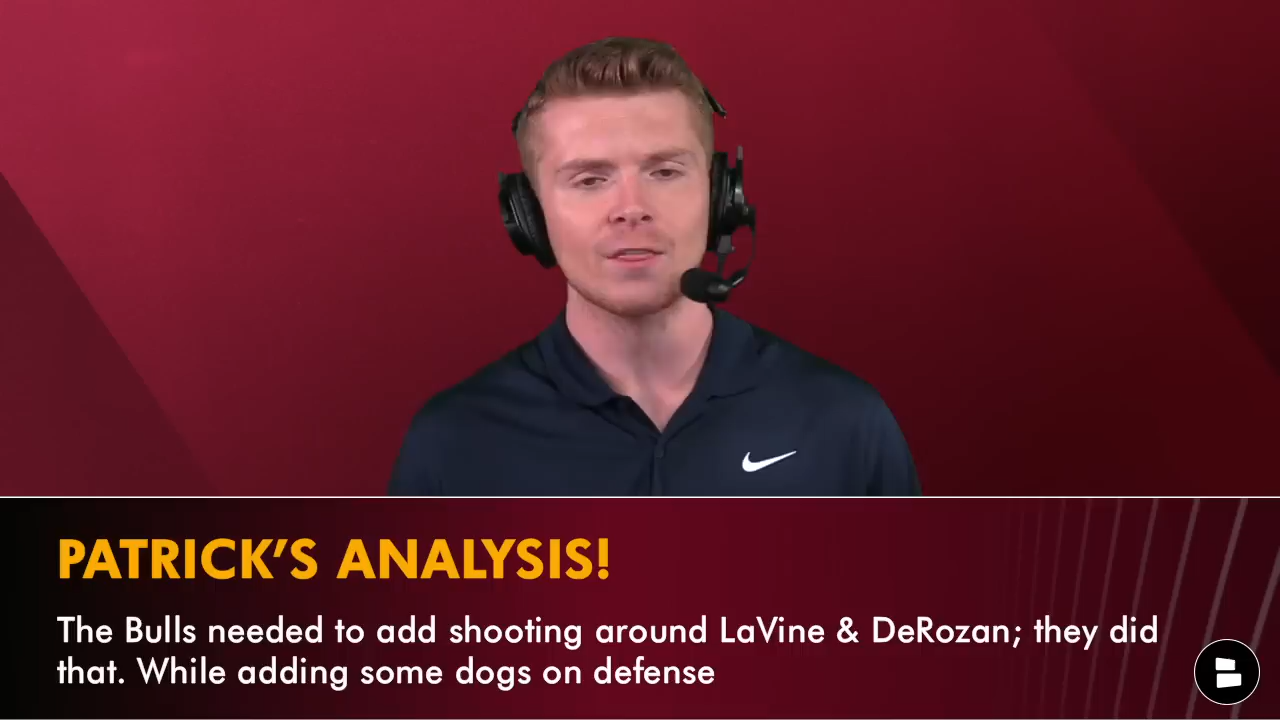 PATRICK'S ANALYSIS!
The Bulls needed to add shooting around LaVine & DeRozan; they did
that. While adding some dogs on defense